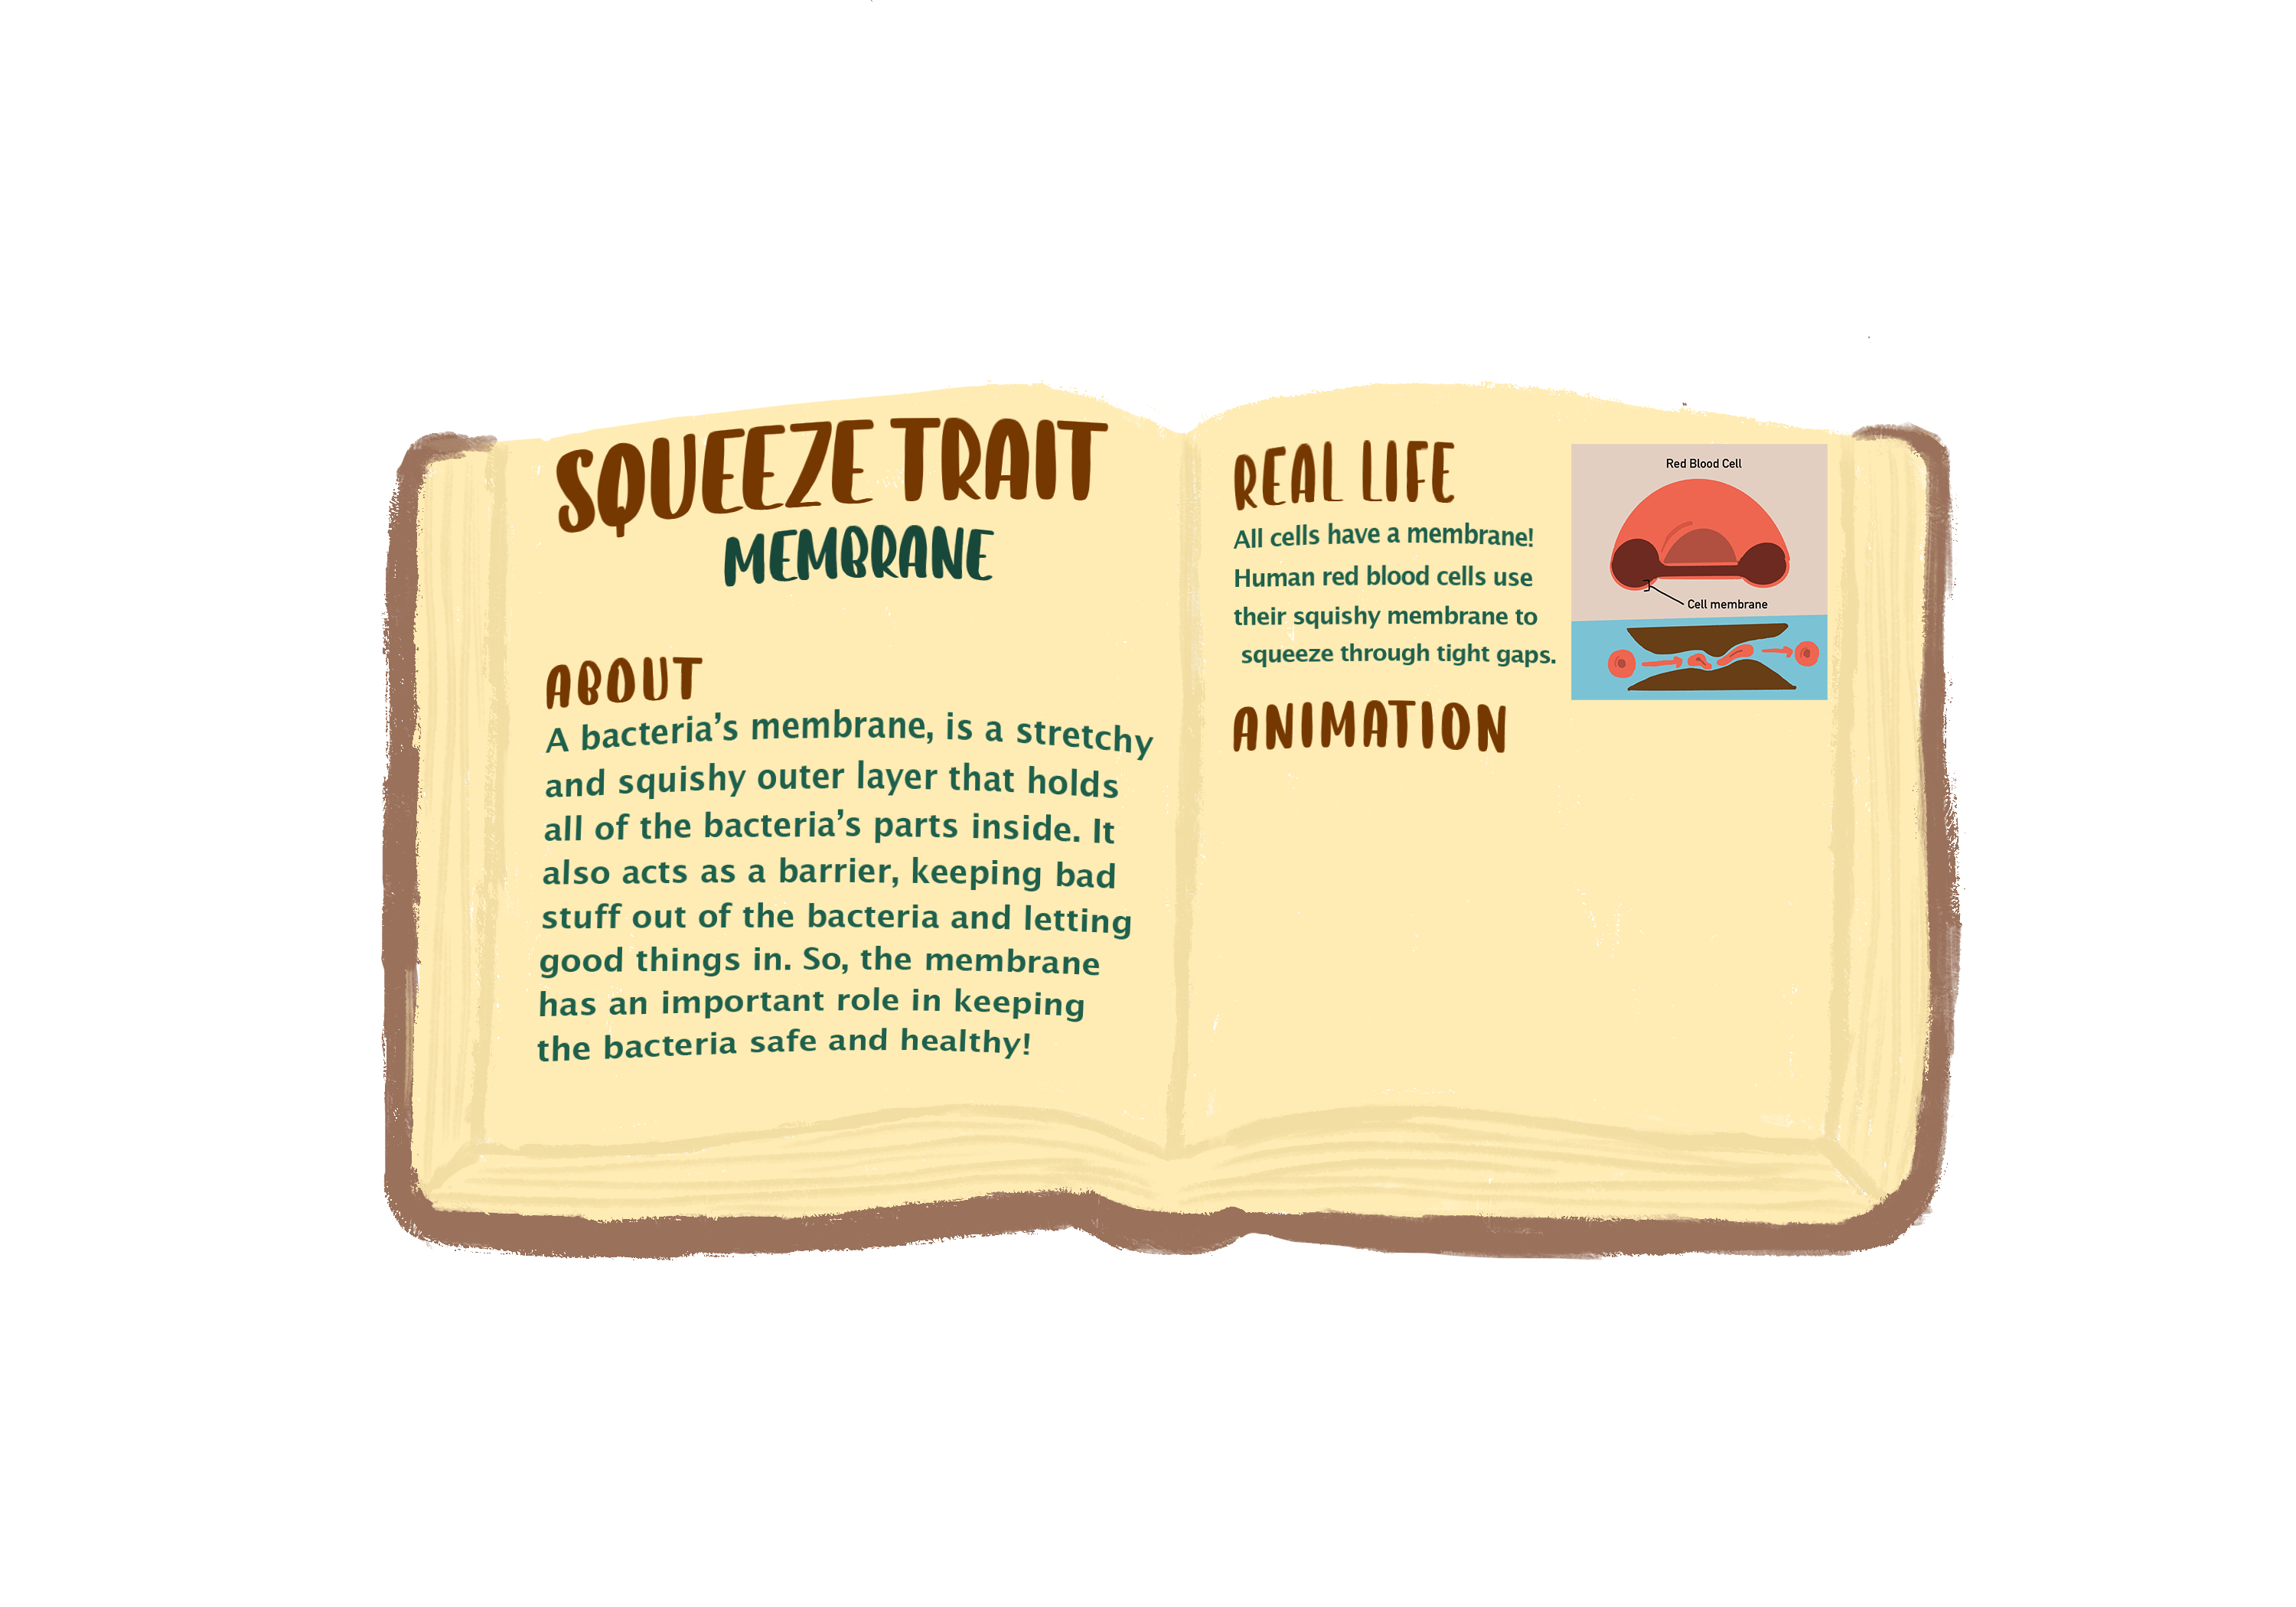 SQUEEZE TRAIT
MEMBRANE
ABOUT
A bacteria’s membrane, is a stretchy
and squishy outer layer that holds
all of the bacteria’s parts inside. It
also acts as a barrier, keeping bad
stuff out of the bacteria and letting
good things in. So, the membrane
has an important role in keeping
the bacteria safe and healthy!
REAL LIFE
All cells have a membrane!
Human red blood cells use
their squishy membrane to
squeeze through tight gaps.
Red Blood Cell
Cell membrane
ANIMATION